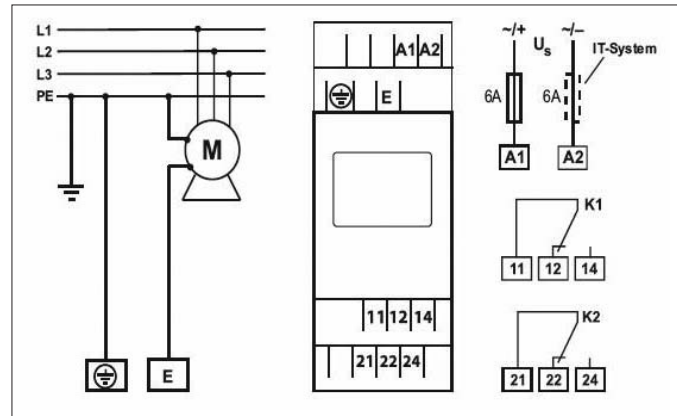 L1
L2
L3
PE
M
E
A1 A2
E
11 12 14
21 22 24
~/+ Us ~/–
IT-System
6A 6A
A1 A2
K1
11 12 14
K2
21 22 24